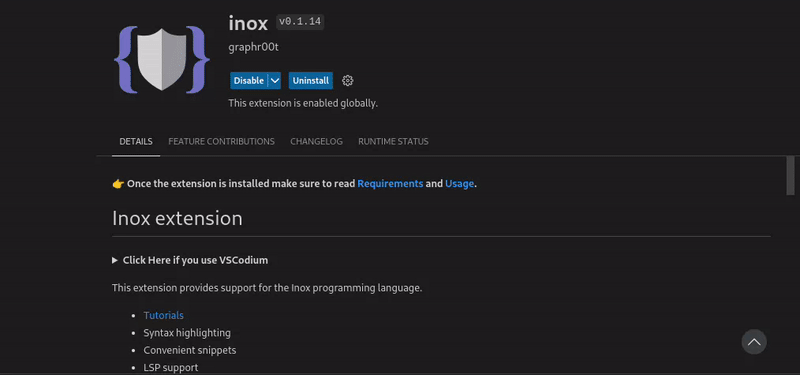 inox v0.1.14
graphr00t
Disable Uninstall
This extension is enabled globally.
DETAILS FEATURE CONTRIBUTIONS CHANGELOG RUNTIME STATUS
👉 Once the extension is installed make sure to read Requirements and Usage.
Inox extension
▶ Click Here if you use VSCodium
This extension provides support for the Inox programming language.
• Tutorials
• Syntax highlighting
• Convenient snippets
• LSP support